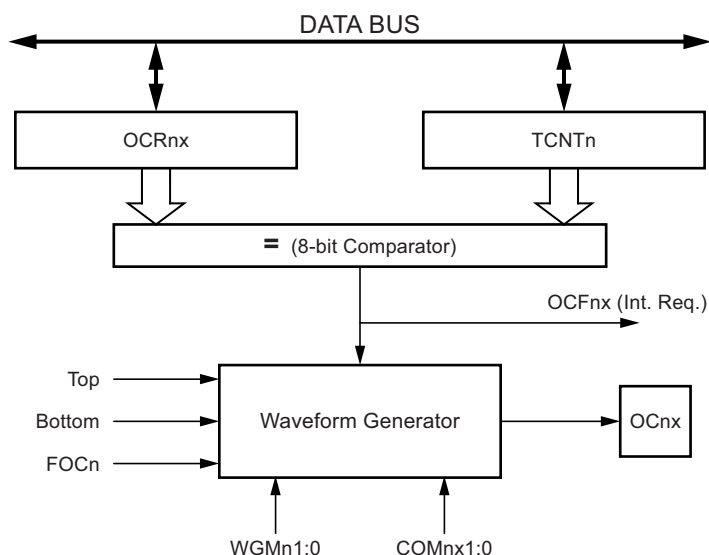 DATA BUS
OCRnx
TCNTn
= (8-bit Comparator)
OCFnx (Int. Req.)
Top
Bottom
FOCn
Waveform Generator
OCnx
WGMn1:0
COMnx1:0